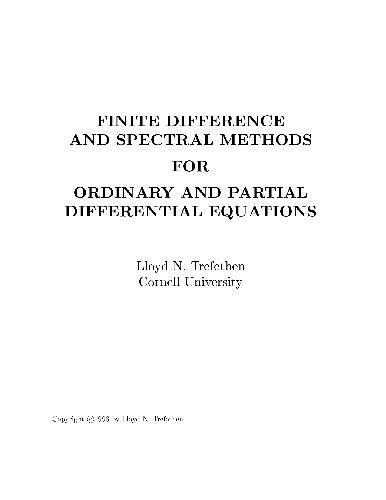 FINITE DIFFERENCE
AND SPECTRAL METHODS
FOR
ORDINARY AND PARTIAL
DIFFERENTIAL EQUATIONS
Lloyd N. Trefethen
Cornell University
Copyright © 1996 by Lloyd N. Trefethen